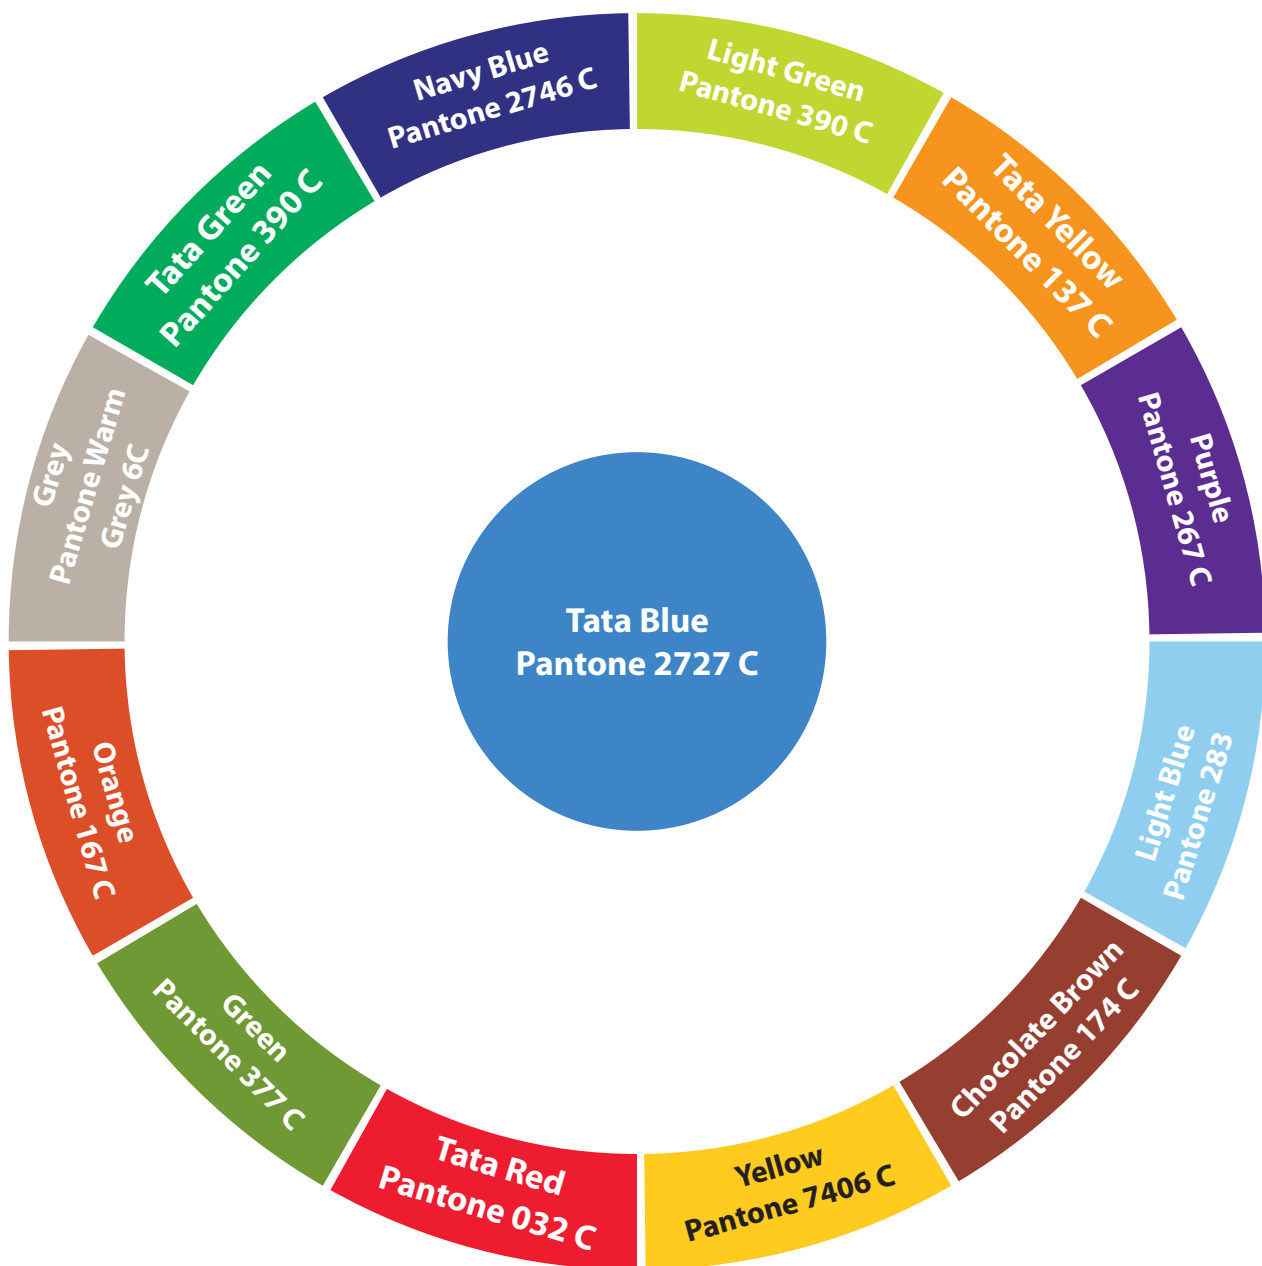 Navy Blue
Pantone 2746 C
Light Green
Pantone 390 C
Tata Yellow
Pantone 137 C
Purple
Pantone 267 C
Light Blue
Pantone 283
Chocolate Brown
Pantone 174 C
Yellow
Pantone 7406 C
Tata Red
Pantone 032 C
Green
Pantone 377 C
Orange
Pantone 167 C
Grey
Pantone Warm
Grey 6C
Tata Green
Pantone 390 C
Tata Blue
Pantone 2727 C